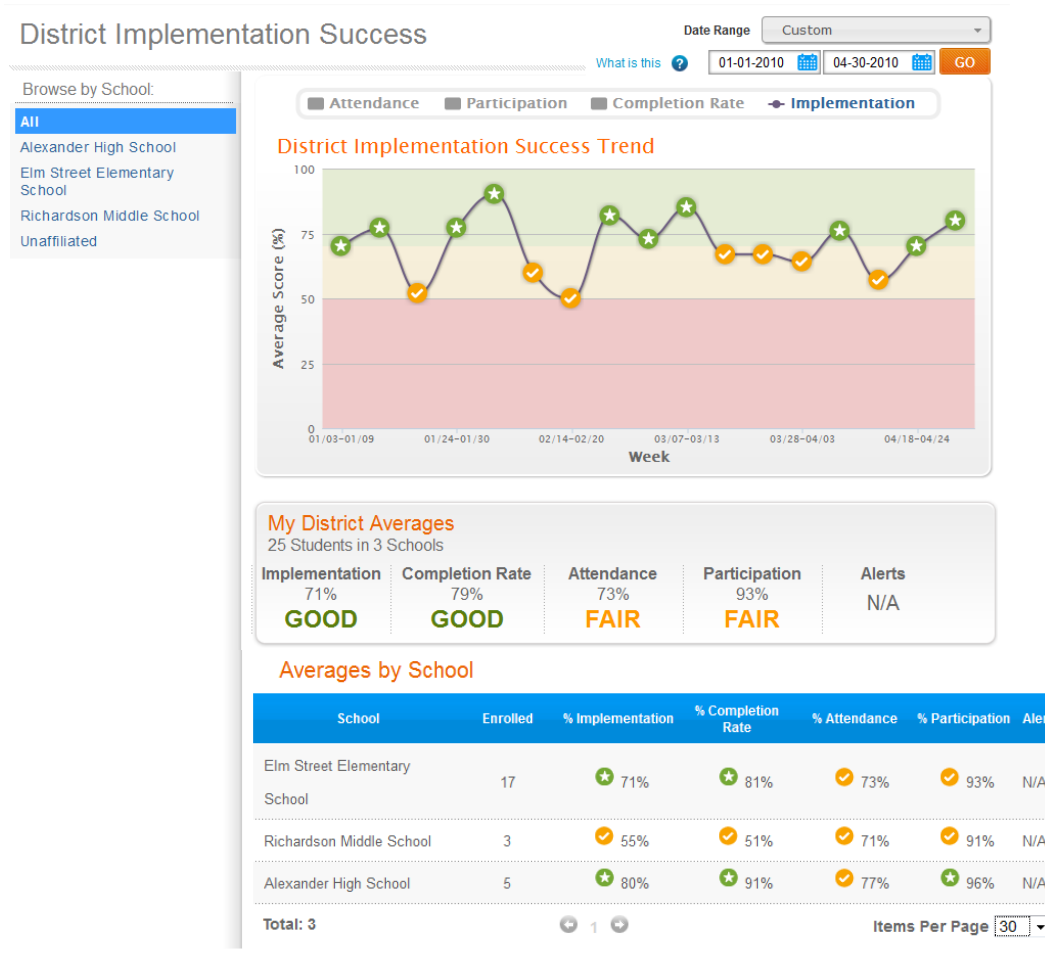 District Implementation Success
Date Range Custom
What is this ? 01-01-2010 04-30-2010 GO
Browse by School:
All
Alexander High School
Elm Street Elementary
School
Richardson Middle School
Unaffiliated
Attendance Participation Completion Rate Implementation
District Implementation Success Trend
100
75
50
25
0
Average Score (%)
01/03-01/09 01/24-01/30 02/14-02/20 03/07-03/13 03/28-04/03 04/18-04/24
Week
My District Averages
25 Students in 3 Schools
Implementation Completion Rate Attendance Participation Alerts
71% 79% 73% 93% N/A
GOOD GOOD FAIR FAIR
Averages by School
School Enrolled % Implementation % Completion Rate % Attendance % Participation Aler
Elm Street Elementary
School
17 71% 81% 73% 93% N/A
Richardson Middle School 3 55% 51% 71% 91% N/A
Alexander High School 5 80% 91% 77% 96% N/A
Total: 3 1 Items Per Page 30